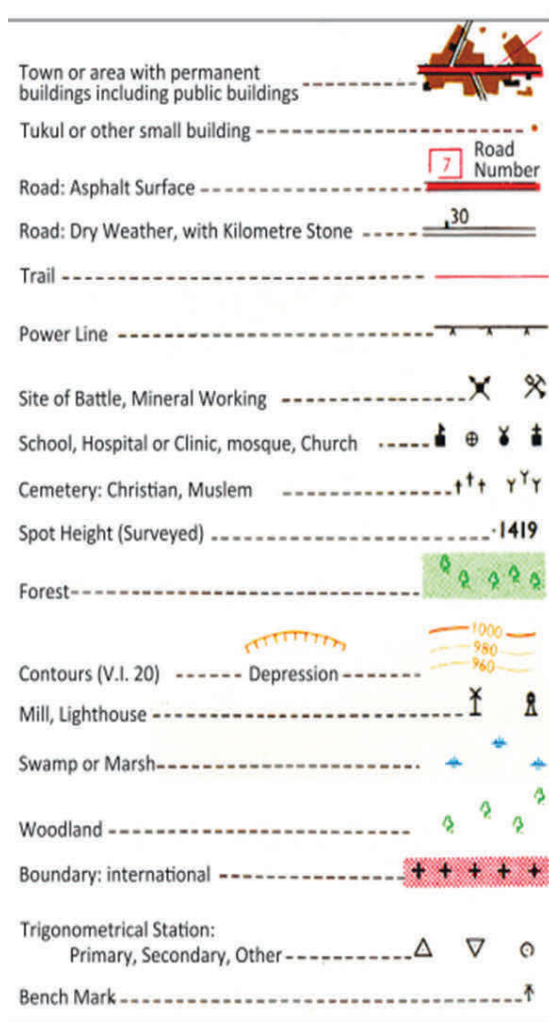 Town or area with permanent
buildings including public buildings
Tukul or other small building
7 Road
Number
Road: Asphalt Surface
30
Road: Dry Weather, with Kilometre Stone
Trail
Power Line
Site of Battle, Mineral Working
School, Hospital or Clinic, mosque, Church
Cemetery: Christian, Muslem
Spot Height (Surveyed) ·1419
Forest
1000
980
960
Contours (V.I. 20) Depression
Mill, Lighthouse
Swamp or Marsh
Woodland
Boundary: international
Trigonometrical Station:
Primary, Secondary, Other
Bench Mark